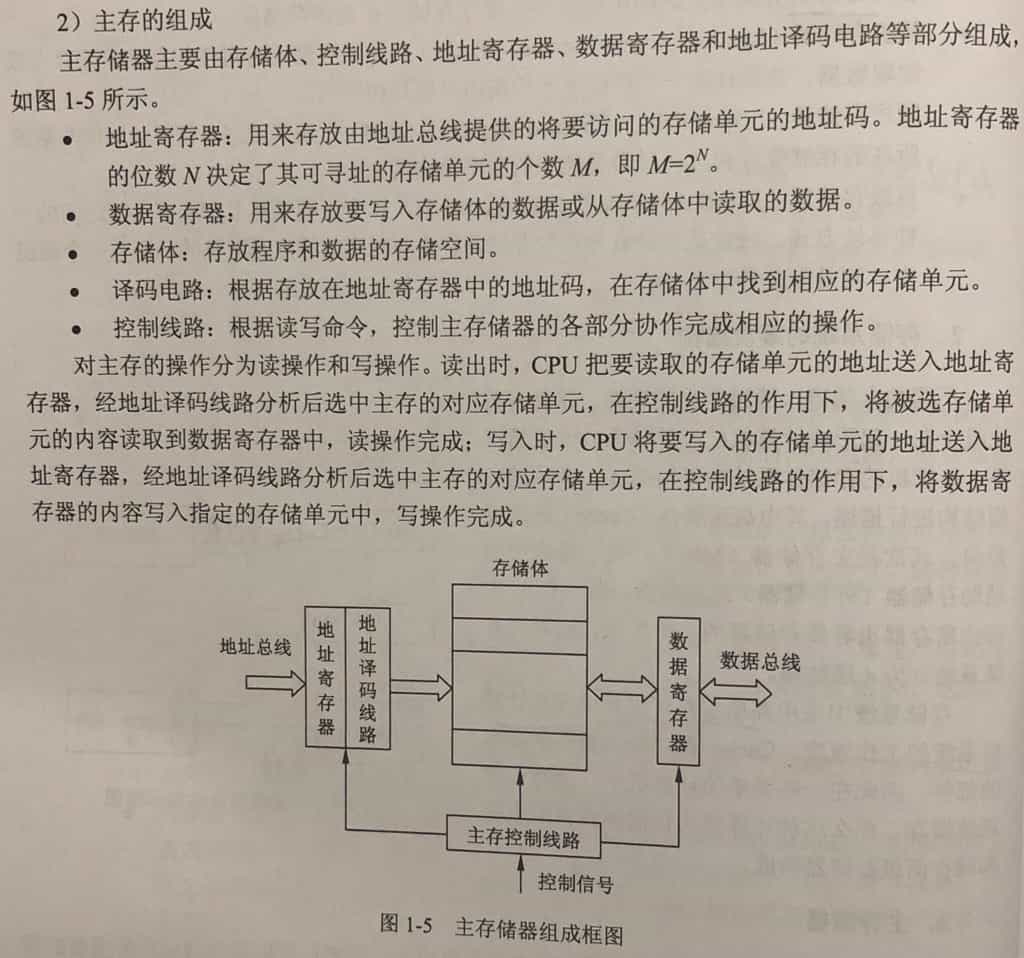 2）主存的组成
主存储器主要由存储体、控制线路、地址寄存器、数据寄存器和地址译码电路等部分组成，
如图 1-5 所示。
● 地址寄存器：用来存放由地址总线提供的将要访问的存储单元的地址码。地址寄存器
的位数 N 决定了其可寻址的存储单元的个数 M，即 M=2^N。
● 数据寄存器：用来存放要写入存储体的数据或从存储体中读取的数据。
● 存储体：存放程序和数据的存储空间。
● 译码电路：根据存放在地址寄存器中的地址码，在存储体中找到相应的存储单元。
● 控制线路：根据读写命令，控制主存储器的各部分协作完成相应的操作。
对主存的操作分为读操作和写操作。读出时，CPU 把要读取的存储单元的地址送入地址寄
存器，经地址译码线路分析后选中主存的对应存储单元，在控制线路的作用下，将被选存储单
元的内容读取到数据寄存器中，读操作完成；写入时，CPU 将要写入的存储单元的地址送入地
址寄存器，经地址译码线路分析后选中主存的对应存储单元，在控制线路的作用下，将数据寄
存器的内容写入指定的存储单元中，写操作完成。
存储体
地址总线
地址寄存器
地址译码线路
数据寄存器
数据总线
主存控制线路
控制信号
图 1-5 主存储器组成框图